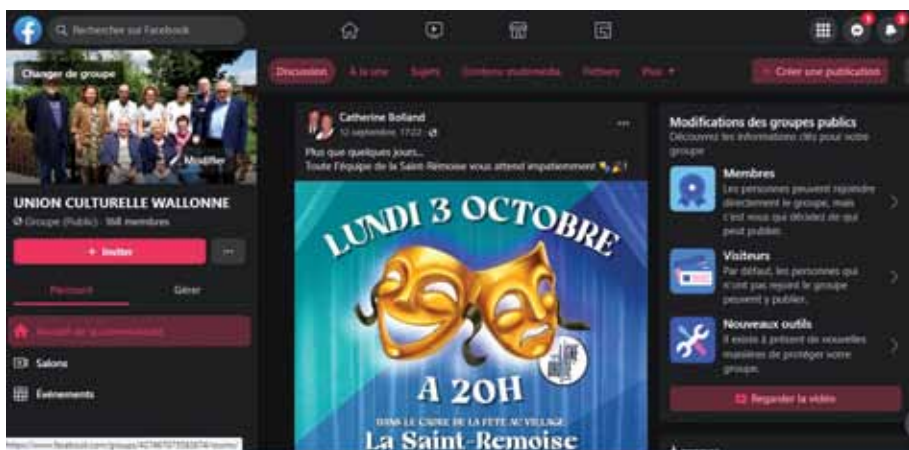 Rechercher sur Facebook
Changer de groupe
Modifier
UNION CULTURELLE WALLONNE
Groupe (Public) · 168 membres
+ Inviter
Parcourir
Gérer
Salons
Événements
Discussion
À la une
Sujets
Contenu multimédia
Fichiers
Plus
+ Créer une publication
Catherine Bolland
12 septembre, 17:22
Plus que quelques jours...
Toute l'équipe de la Saint-Remoise vous attend impatiemment !
LUNDI 3 OCTOBRE
A 20H
DANS LE CADRE DE LA FÊTE AU VILLAGE
La Saint-Remoise
Modifications des groupes publics
Découvrez les informations clés pour votre
groupe
Membres
Les personnes peuvent rejoindre
directement le groupe, mais
c'est vous qui décidez de qui
peut publier.
Visiteurs
Par défaut, les personnes qui
n'ont pas rejoint le groupe
peuvent y publier.
Nouveaux outils
Il existe à présent de nouvelles
manières de protéger votre
groupe.
Regarder la vidéo